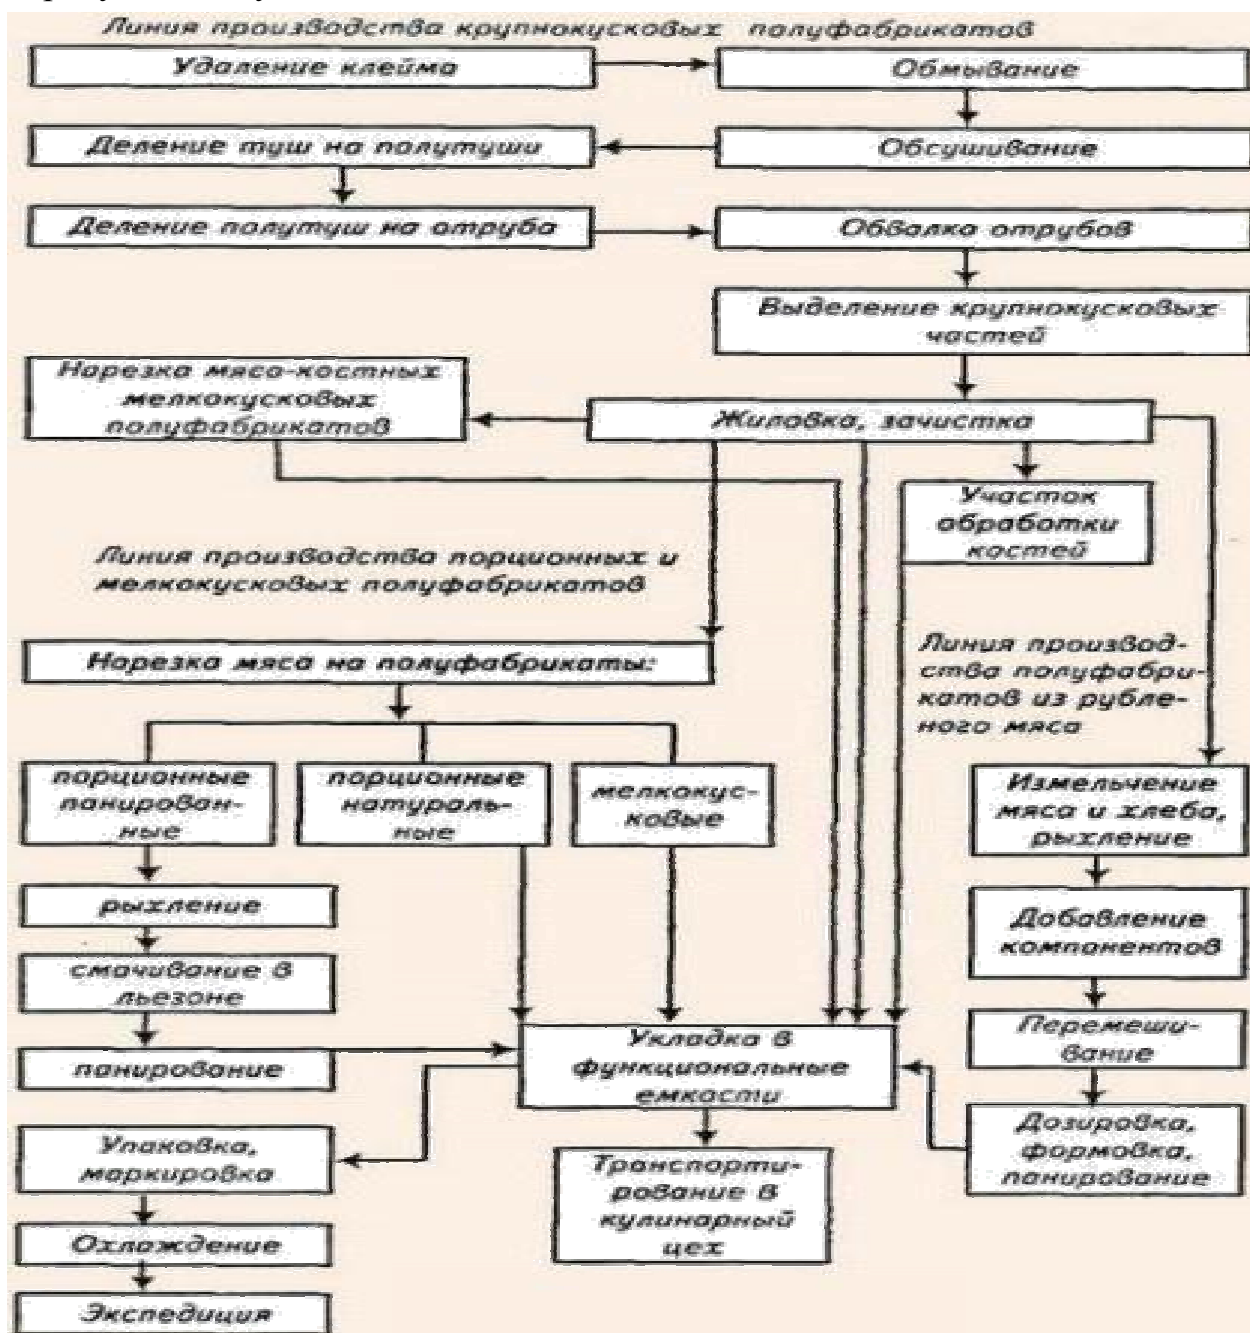 Линия производства крупнокусковых полуфабрикатов
Удаление клейма
Обмывание
Деление туш на полутуши
Обсушивание
Деление полутуш на отруба
Обвалка отрубов
Выделение крупнокусковых
частей
Нарезка мясо-костных
мелкокусковых
полуфабрикатов
Жиловка, зачистка
Участок
обработки
костей
Линия производства порционных и
мелкокусковых полуфабрикатов
Нарезка мяса на полуфабрикаты:
Линия производ-
ства полуфабри-
катов из рубле-
ного мяса
порционные
панирован-
ные
порционные
натураль-
ные
мелкокус-
ковые
Измельчение
мяса и хлеба,
рыхление
рыхление
Добавление
компонентов
смачивание в
льезоне
Перемеши-
вание
панирование
Укладка в
функциональные
емкости
Дозировка,
формовка,
панирование
Упаковка,
маркировка
Транспорти-
рование в
кулинарный
цех
Охлаждение
Экспедиция